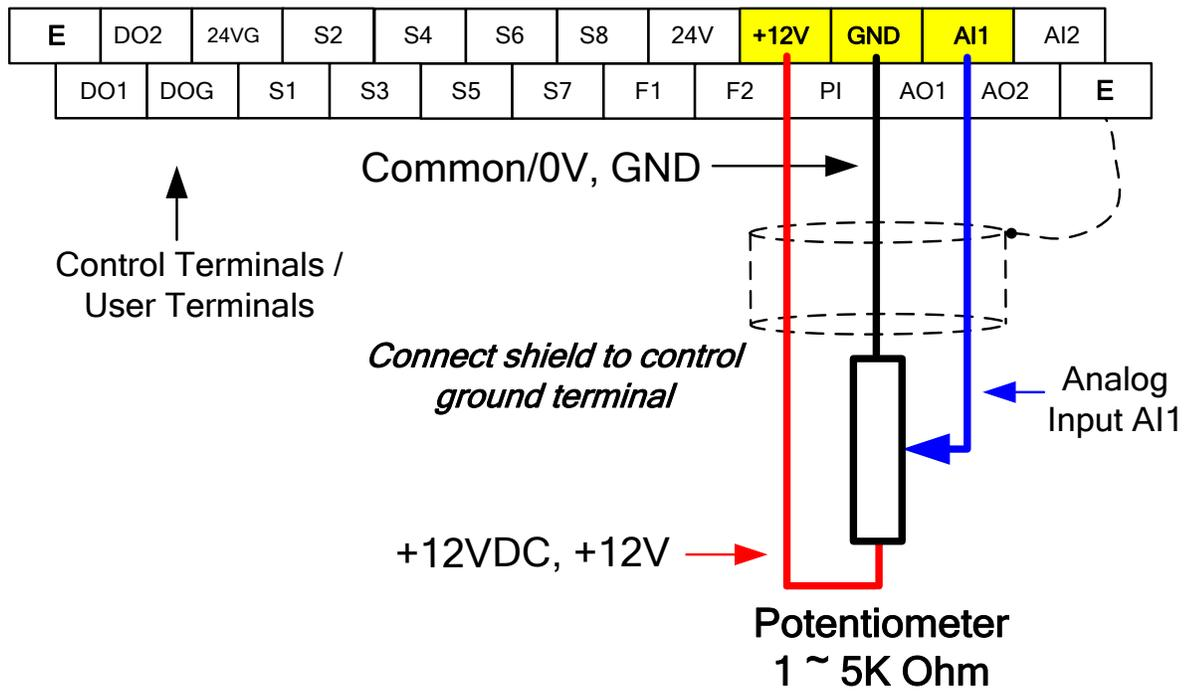 E DO2 24VG S2 S4 S6 S8 24V +12V GND AI1 AI2
DO1 DOG S1 S3 S5 S7 F1 F2 PI AO1 AO2 E
Common/0V, GND
Control Terminals /
User Terminals
Connect shield to control
ground terminal
Analog
Input AI1
+12VDC, +12V
Potentiometer
1 ~ 5K Ohm